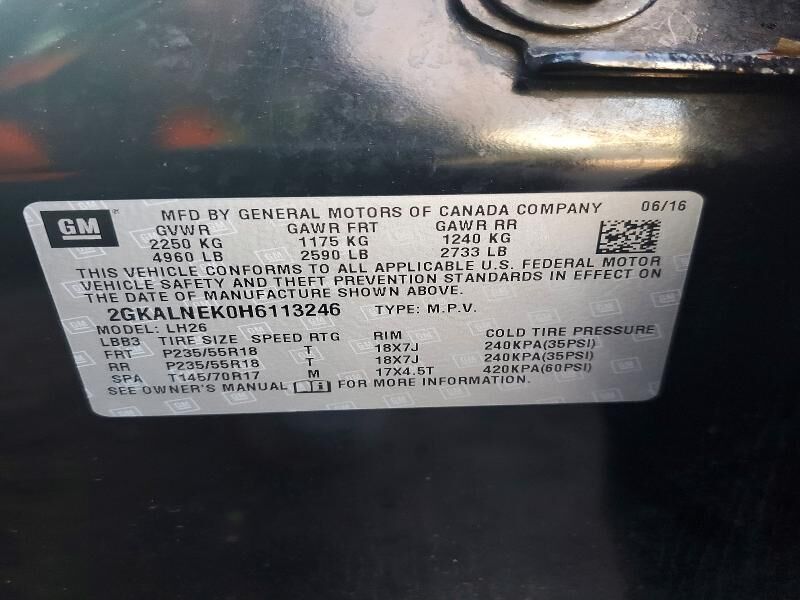 GM
MFD BY GENERAL MOTORS OF CANADA COMPANY 06/16
GVWR GAWR FRT GAWR RR
2250 KG 1175 KG 1240 KG
4960 LB 2590 LB 2733 LB
THIS VEHICLE CONFORMS TO ALL APPLICABLE U.S. FEDERAL MOTOR
VEHICLE SAFETY AND THEFT PREVENTION STANDARDS IN EFFECT ON
THE DATE OF MANUFACTURE SHOWN ABOVE.
2GKALNEK0H6113246 TYPE: M.P.V.
MODEL: LH26
LBB3 TIRE SIZE SPEED RTG RIM COLD TIRE PRESSURE
FRT P235/55R18 T 18X7J 240KPA(35PSI)
RR P235/55R18 T 18X7J 240KPA(35PSI)
SPA T145/70R17 M 17X4.5T 420KPA(60PSI)
SEE OWNER'S MANUAL FOR MORE INFORMATION.